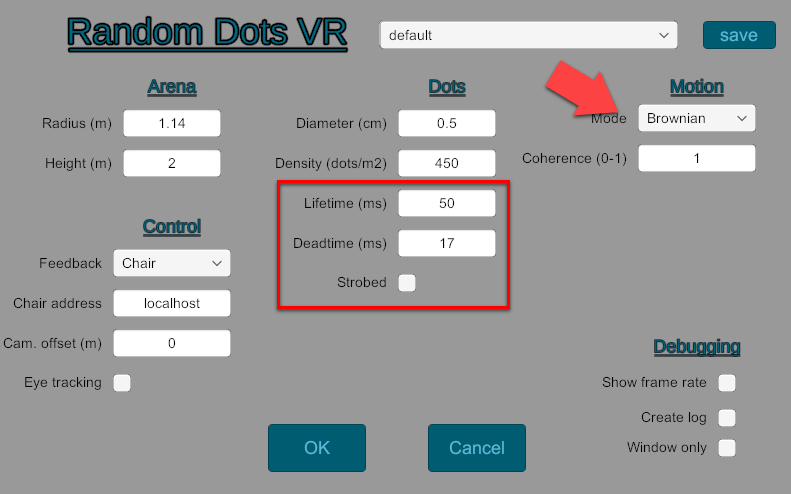 Random Dots VR
default
save
Arena
Radius (m) 1.14
Height (m) 2
Control
Feedback Chair
Chair address localhost
Cam. offset (m) 0
Eye tracking
Dots
Diameter (cm) 0.5
Density (dots/m2) 450
Lifetime (ms) 50
Deadtime (ms) 17
Strobed
Motion
Mode Brownian
Coherence (0-1) 1
Debugging
Show frame rate
Create log
Window only
OK
Cancel